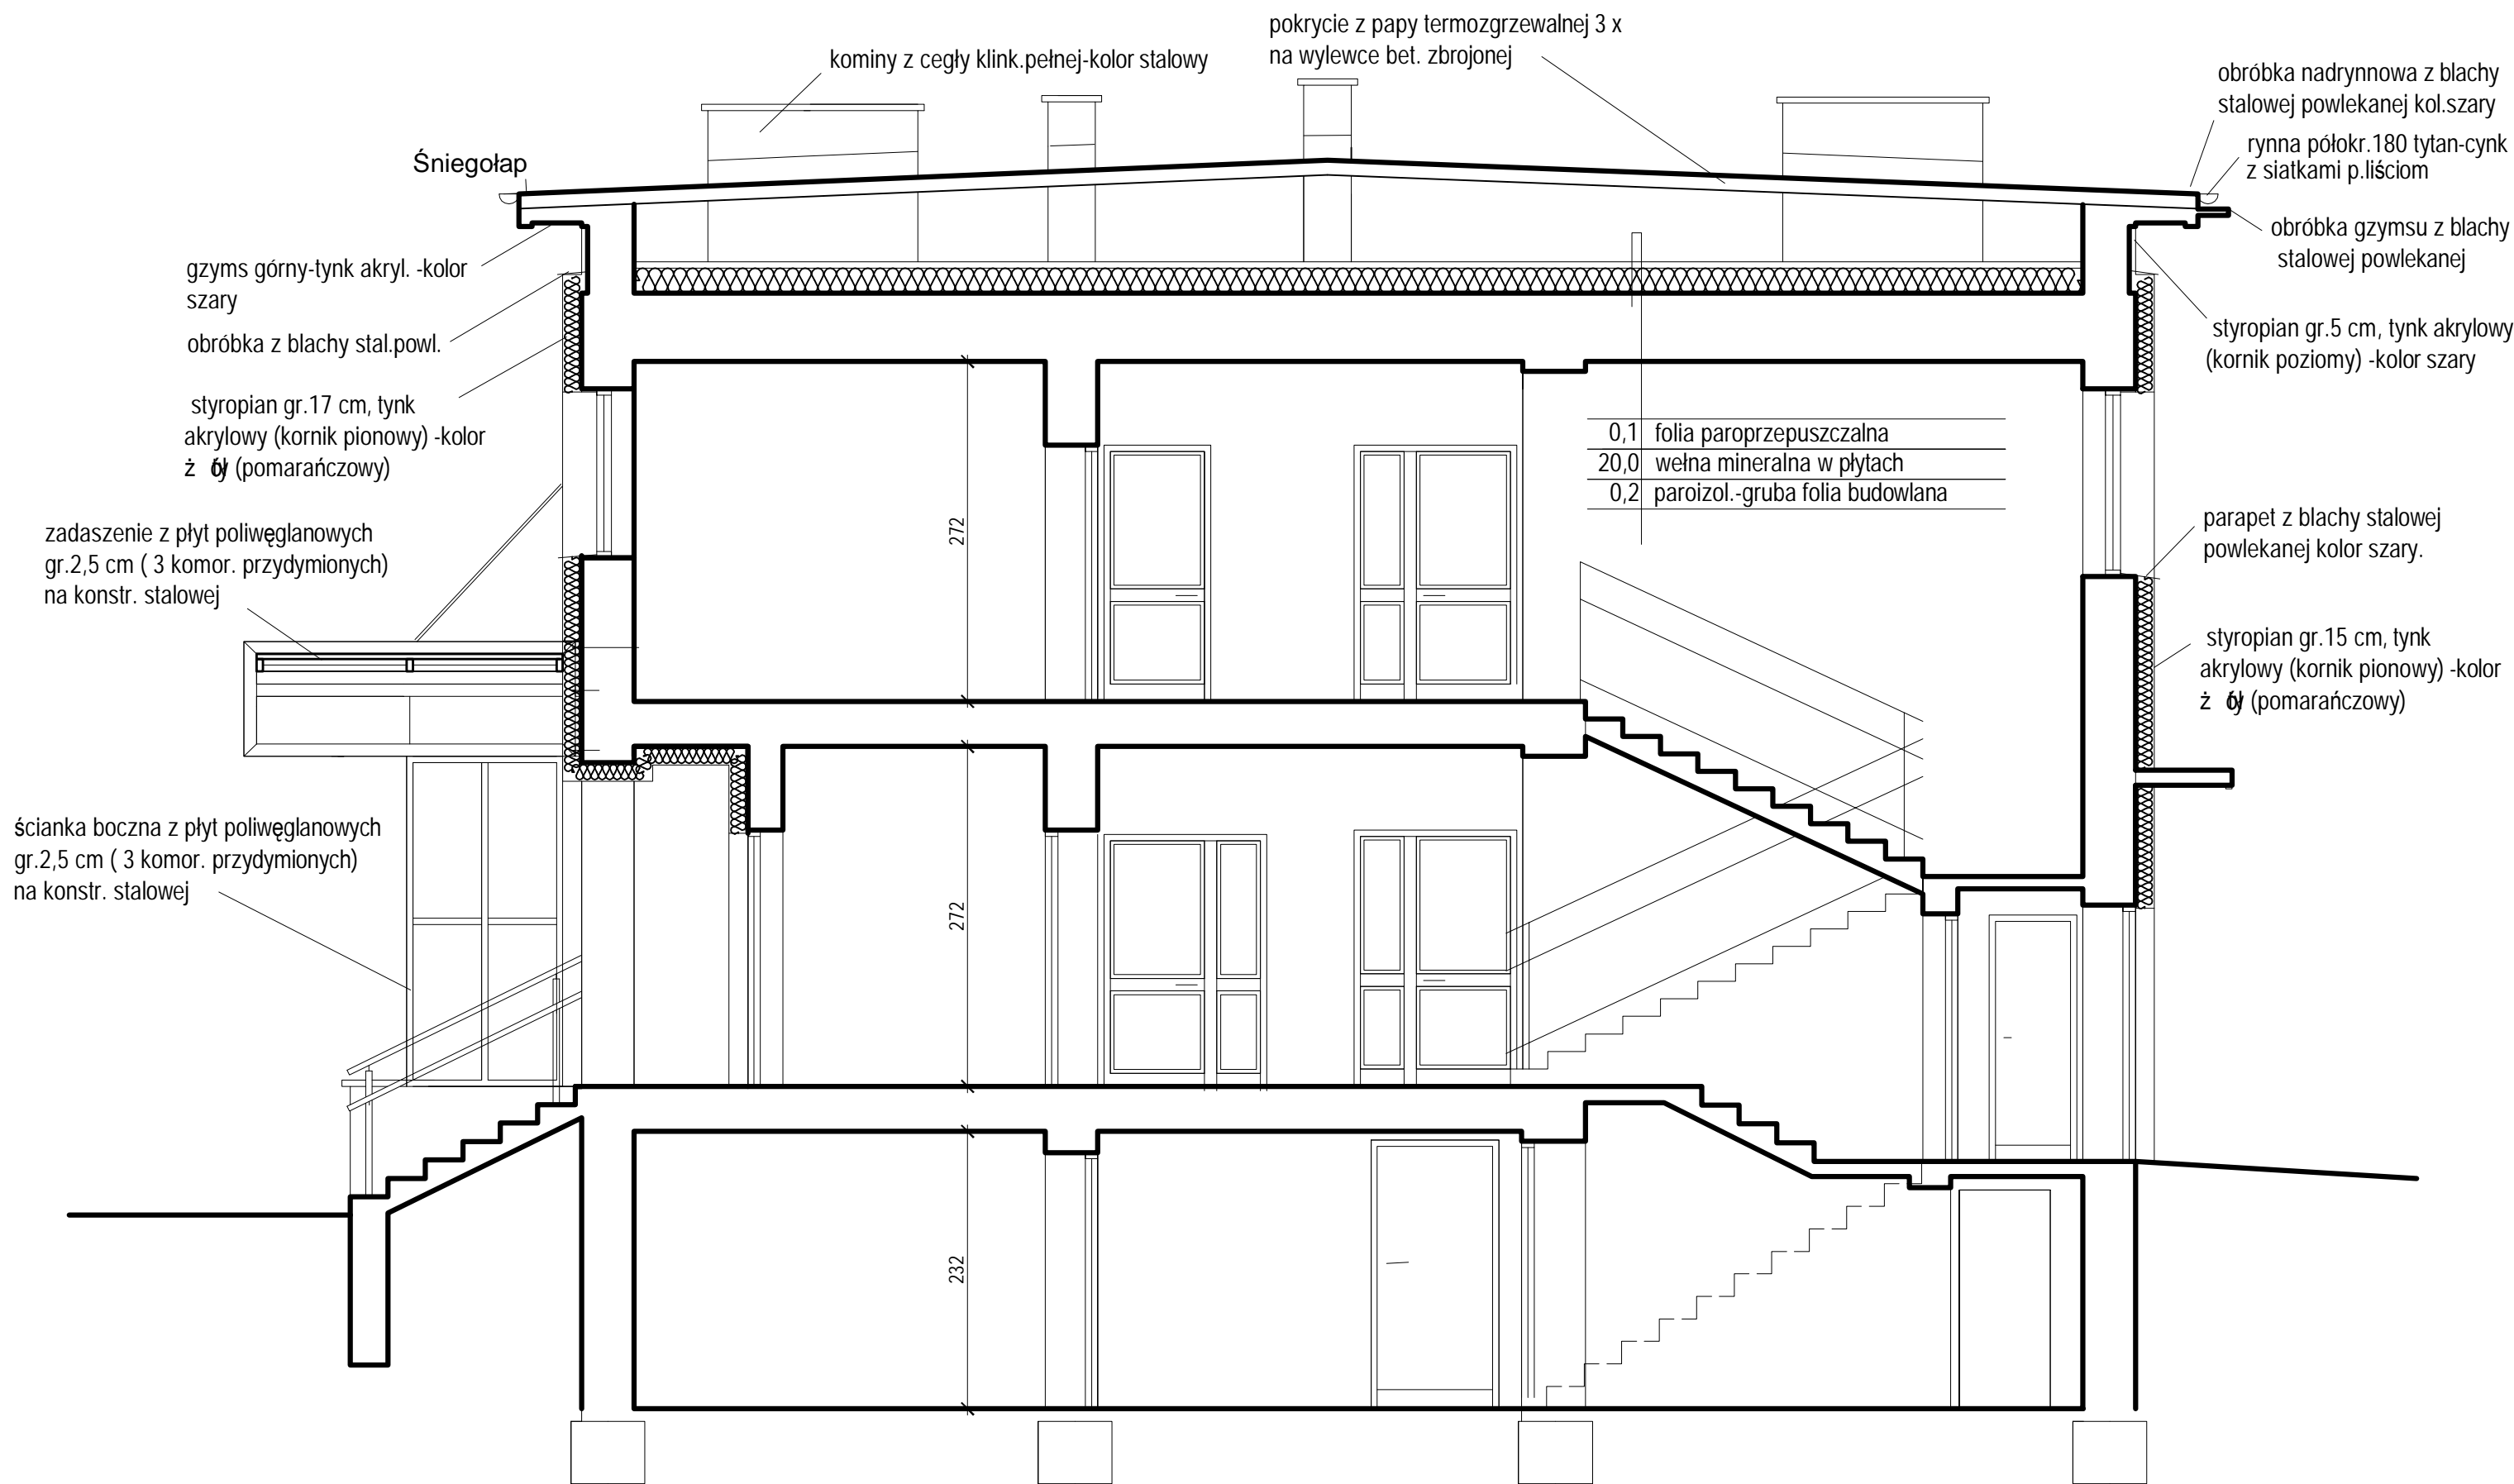 pokrycie z papy termozgrzewalnej 3 x
na wylewce bet. zbrojonej
kominy z cegły klink.pełnej-kolor stalowy
obróbka nadrynnowa z blachy
stalowej powlekanej kol.szary
Śniegołap
rynna półokr.180 tytan-cynk
z siatkami p.liściom
obróbka gzymsu z blachy
stalowej powlekanej
gzyms górny-tynk akryl. -kolor
szary
obróbka z blachy stal.powl.
styropian gr.5 cm, tynk akrylowy
(kornik poziomy) -kolor szary
styropian gr.17 cm, tynk
akrylowy (kornik pionowy) -kolor
(pomarańczowy)
0,1 folia paroprzepuszczalna
20,0 wełna mineralna w płytach
0,2 paroizol.-gruba folia budowlana
272
zadaszenie z płyt poliwęglanowych
gr.2,5 cm ( 3 komor. przydymionych)
na konstr. stalowej
parapet z blachy stalowej
powlekanej kolor szary.
styropian gr.15 cm, tynk
akrylowy (kornik pionowy) -kolor
(pomarańczowy)
ścianka boczna z płyt poliwęglanowych
gr.2,5 cm ( 3 komor. przydymionych)
na konstr. stalowej
272
232